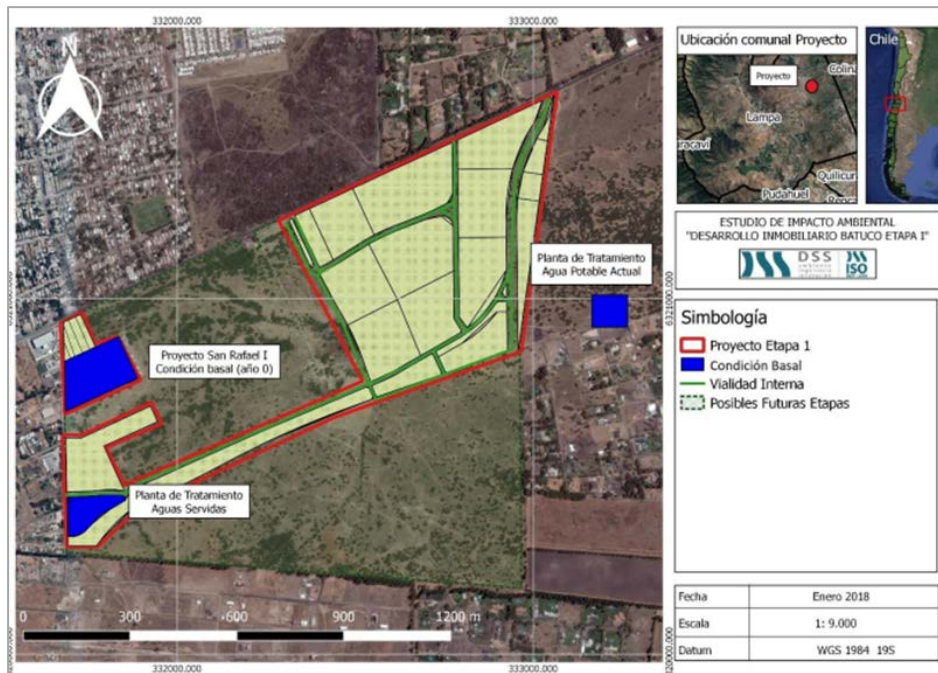 332000.000
333000.000
N
Planta de Tratamiento
Agua Potable Actual
Proyecto San Rafael I
Condición basal (año 0)
Planta de Tratamiento
Aguas Servidas
0
300
600
900
1200 m
6321000.000
6321000.000
332000.000
333000.000
Ubicación comunal Proyecto
Proyecto
Colina
Lampa
Pudahuel
Quilicur
Chile
ESTUDIO DE IMPACTO AMBIENTAL
"DESARROLLO INMOBILIARIO BATUCO ETAPA I"
DSS
ISO
Simbología
Proyecto Etapa 1
Condición Basal
Vialidad Interna
Posibles Futuras Etapas
Fecha Enero 2018
Escala 1: 9.000
Datum WGS 1984 19S